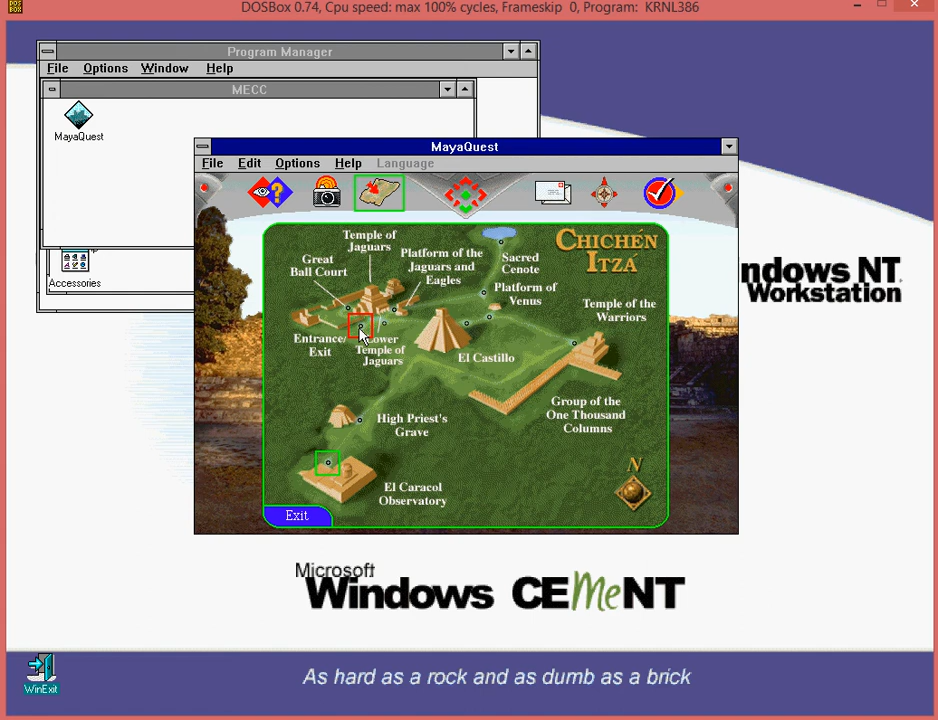 DOSBox 0.74, Cpu speed: max 100% cycles, Frameskip 0, Program: KRNL386
Program Manager
File Options Window Help
MECC
MayaQuest
MayaQuest
File Edit Options Help Language
CHICHÉN
ITZÁ
Temple of
Jaguars
Great
Ball Court
Platform of the
Jaguars and
Eagles
Sacred
Cenote
Platform of
Venus
Temple of the
Warriors
Entrance/
Exit
Lower
Temple of
Jaguars
El Castillo
Group of the
One Thousand
Columns
High Priest's
Grave
El Caracol
Observatory
N
Exit
Accessories
ndows NT
Workstation
Microsoft
Windows CEMeNT
WinExit
As hard as a rock and as dumb as a brick